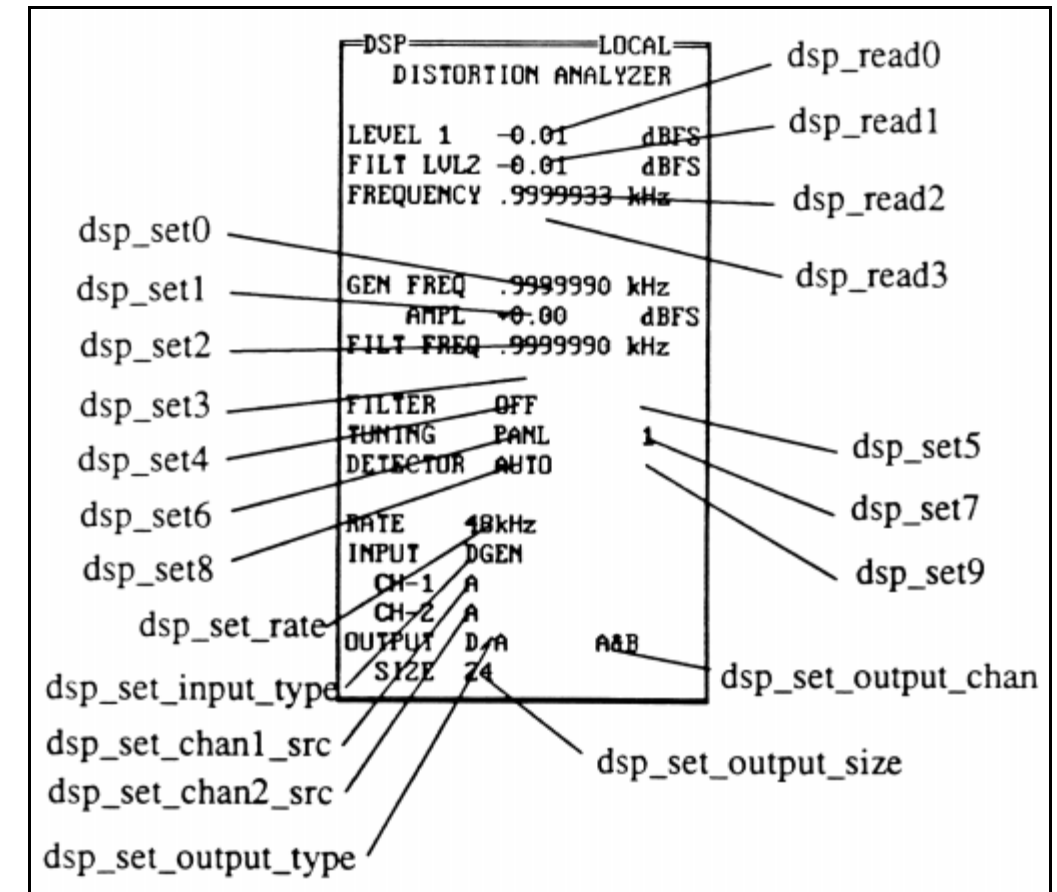 DSP LOCAL
DISTORTION ANALYZER
dsp_read0
LEVEL 1 -0.01 dBFS
dsp_read1
FILT LVL2 -0.01 dBFS
FREQUENCY .9999933 kHz
dsp_read2
dsp_set0
dsp_read3
GEN FREQ .9999990 kHz
dsp_set1
AMPL +0.00 dBFS
dsp_set2
FILT FREQ .9999990 kHz
dsp_set3
FILTER OFF
dsp_set4
TUNING PANL 1
dsp_set5
DETECTOR AUTO
dsp_set6
dsp_set7
RATE 48kHz
INPUT DGEN
dsp_set8
dsp_set9
CH-1 A
CH-2 A
dsp_set_rate
OUTPUT D/A A&B
SIZE 24
dsp_set_input_type
dsp_set_output_chan
dsp_set_chan1_src
dsp_set_output_size
dsp_set_chan2_src
dsp_set_output_type